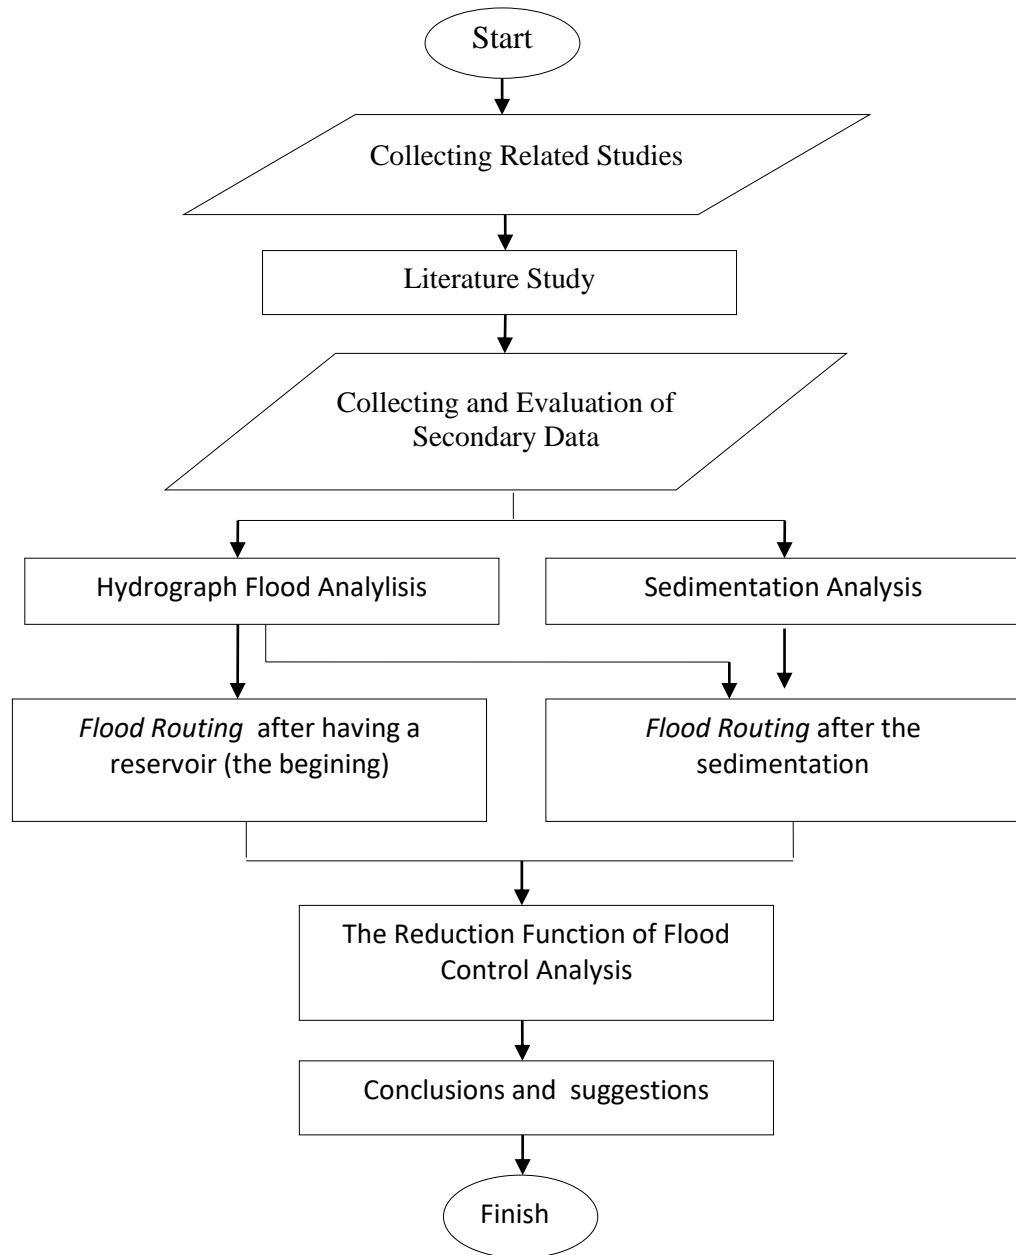 Start
Collecting Related Studies
Literature Study
Collecting and Evaluation of
Secondary Data
Hydrograph Flood Analylisis
Sedimentation Analysis
Flood Routing after having a
reservoir (the begining)
Flood Routing after the
sedimentation
The Reduction Function of Flood
Control Analysis
Conclusions and suggestions
Finish